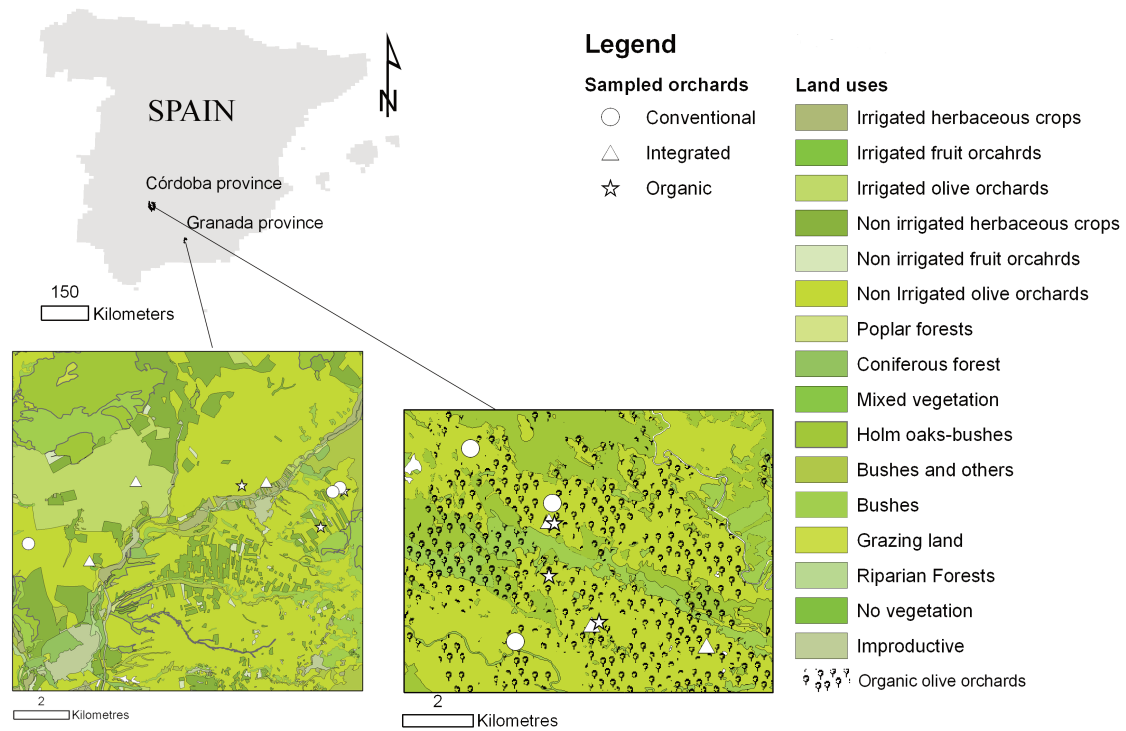 SPAIN
N
Córdoba province
Granada province
150
Kilometers
2
Kilometres
2
Kilometres
Legend
Sampled orchards
Conventional
Integrated
Organic
Land uses
Irrigated herbaceous crops
Irrigated fruit orcahrds
Irrigated olive orchards
Non irrigated herbaceous crops
Non irrigated fruit orcahrds
Non Irrigated olive orchards
Poplar forests
Coniferous forest
Mixed vegetation
Holm oaks-bushes
Bushes and others
Bushes
Grazing land
Riparian Forests
No vegetation
Improductive
Organic olive orchards